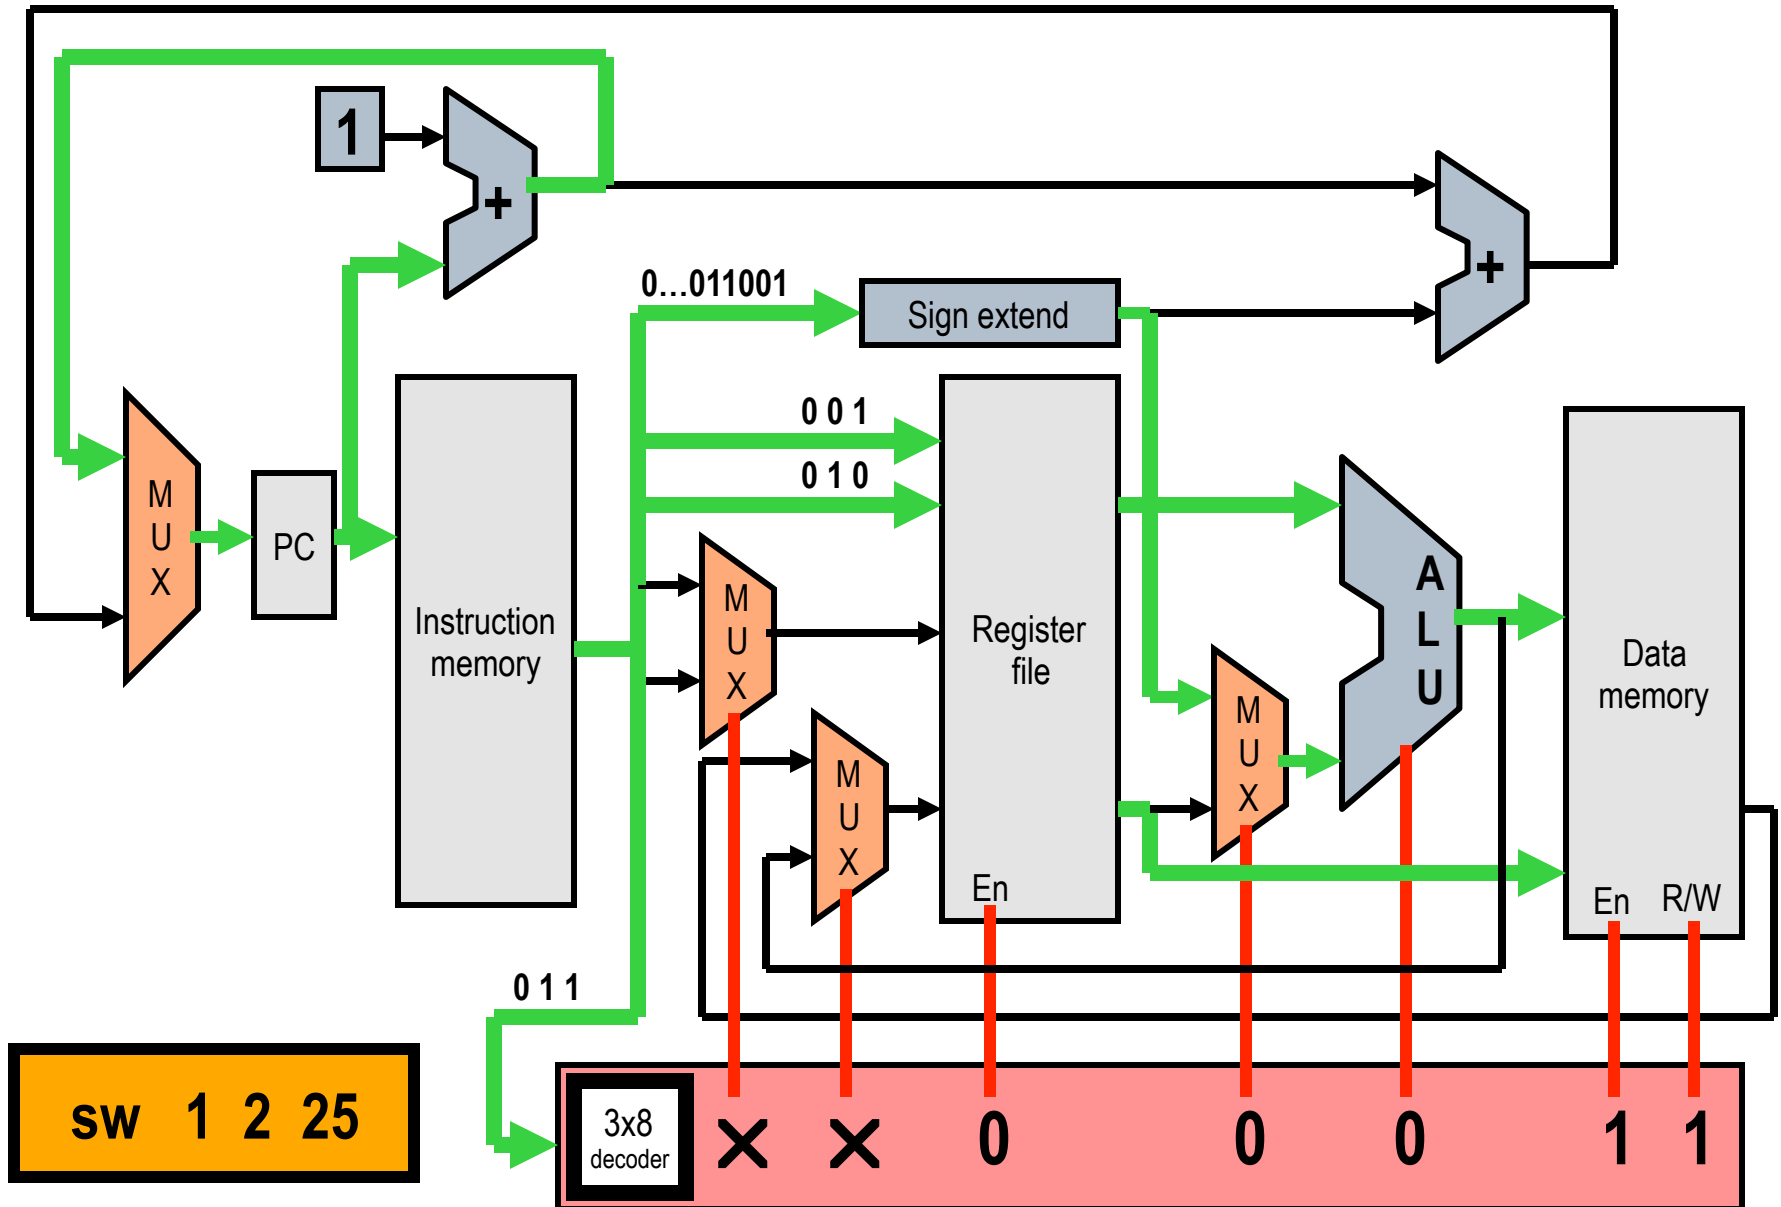 1
+
+
0...011001
Sign extend
0 0 1
0 1 0
M
U
X
PC
Instruction
memory
M
U
X
Register
file
En
M
U
X
M
U
X
A
L
U
Data
memory
En R/W
0 1 1
sw 1 2 25
3x8
decoder
X X 0 0 0 1 1